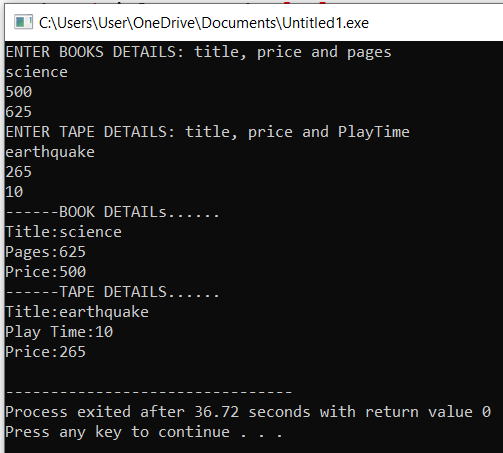 C:\Users\User\OneDrive\Documents\Untitled1.exe
ENTER BOOKS DETAILS: title, price and pages
science
500
625
ENTER TAPE DETAILS: title, price and PlayTime
earthquake
265
10
------BOOK DETAILs......
Title:science
Pages:625
Price:500
------TAPE DETAILS......
Title:earthquake
Play Time:10
Price:265
--------------------------------
Process exited after 36.72 seconds with return value 0
Press any key to continue . . .